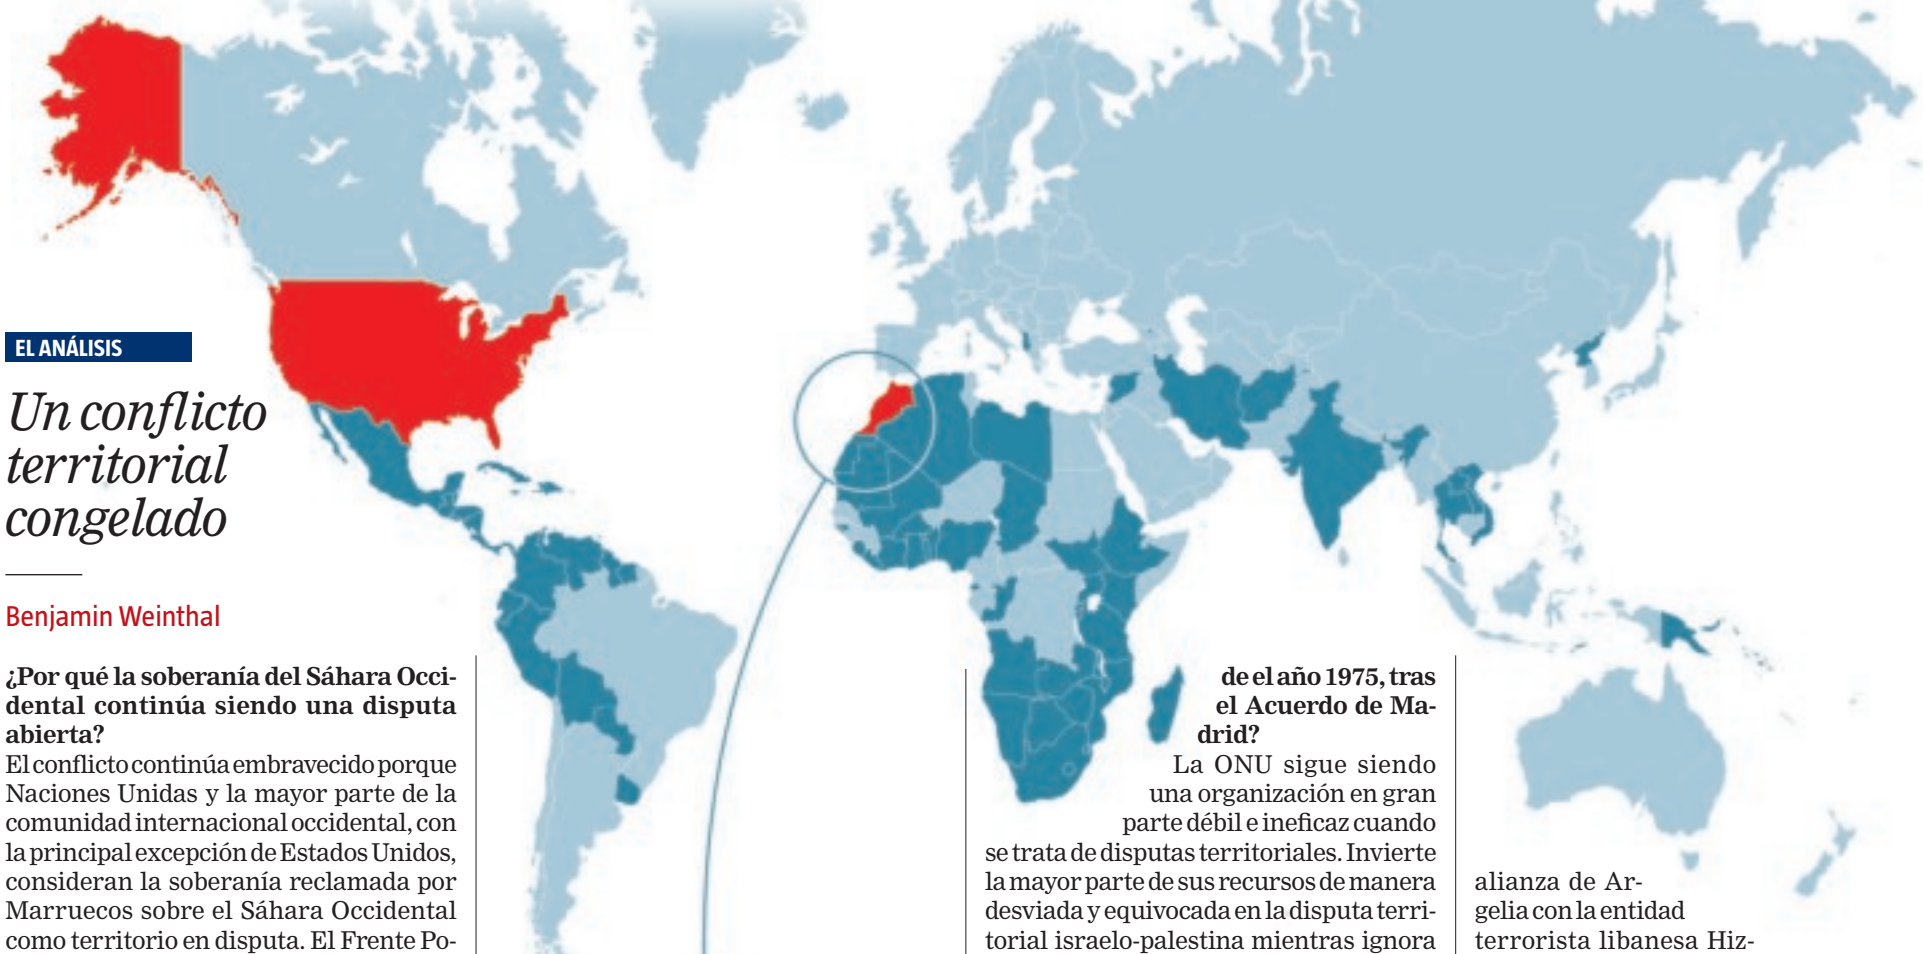 EL ANÁLISIS
Un conflicto
territorial
congelado
Benjamin Weinthal
¿Por qué la soberanía del Sáhara Occi-
dental continúa siendo una disputa
abierta?
El conflicto continúa embravecido porque
Naciones Unidas y la mayor parte de la
comunidad internacional occidental, con
la principal excepción de Estados Unidos,
consideran la soberanía reclamada por
Marruecos sobre el Sáhara Occidental
como territorio en disputa. El Frente Po-
de el año 1975, tras
el Acuerdo de Ma-
drid?
La ONU sigue siendo
una organización en gran
parte débil e ineficaz cuando
se trata de disputas territoriales. Invierte
la mayor parte de sus recursos de manera
desviada y equivocada en la disputa terri-
torial israelo-palestina mientras ignora
alianza de Ar-
gelia con la entidad
terrorista libanesa Hiz-